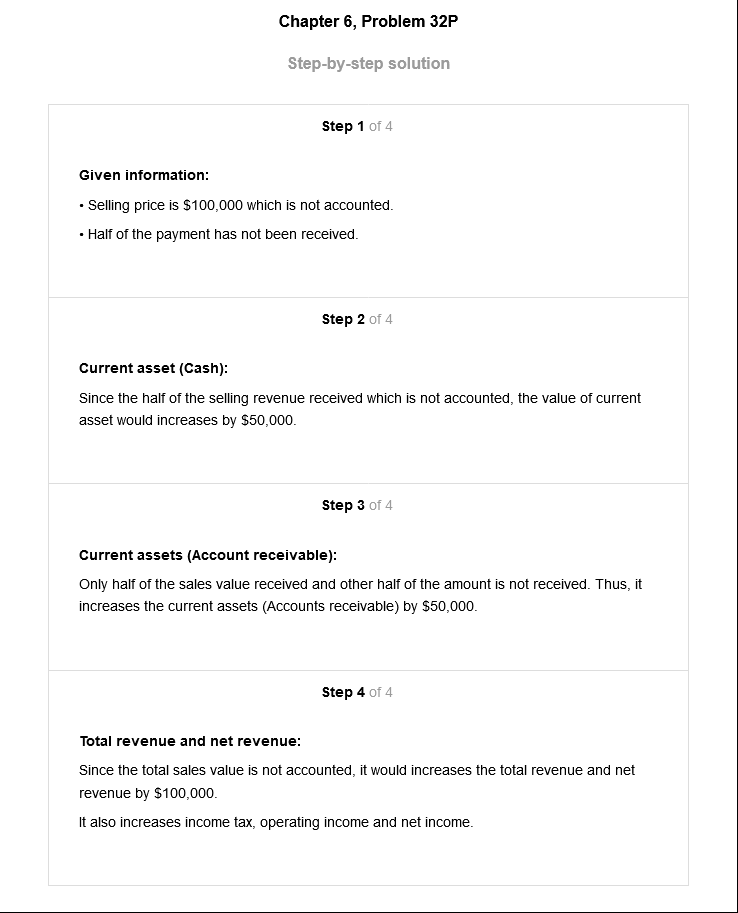 Chapter 6, Problem 32P
Step-by-step solution
Step 1 of 4
Given information:
• Selling price is $100,000 which is not accounted.
• Half of the payment has not been received.
Step 2 of 4
Current asset (Cash):
Since the half of the selling revenue received which is not accounted, the value of current
asset would increases by $50,000.
Step 3 of 4
Current assets (Account receivable):
Only half of the sales value received and other half of the amount is not received. Thus, it
increases the current assets (Accounts receivable) by $50,000.
Step 4 of 4
Total revenue and net revenue:
Since the total sales value is not accounted, it would increases the total revenue and net
revenue by $100,000.
It also increases income tax, operating income and net income.